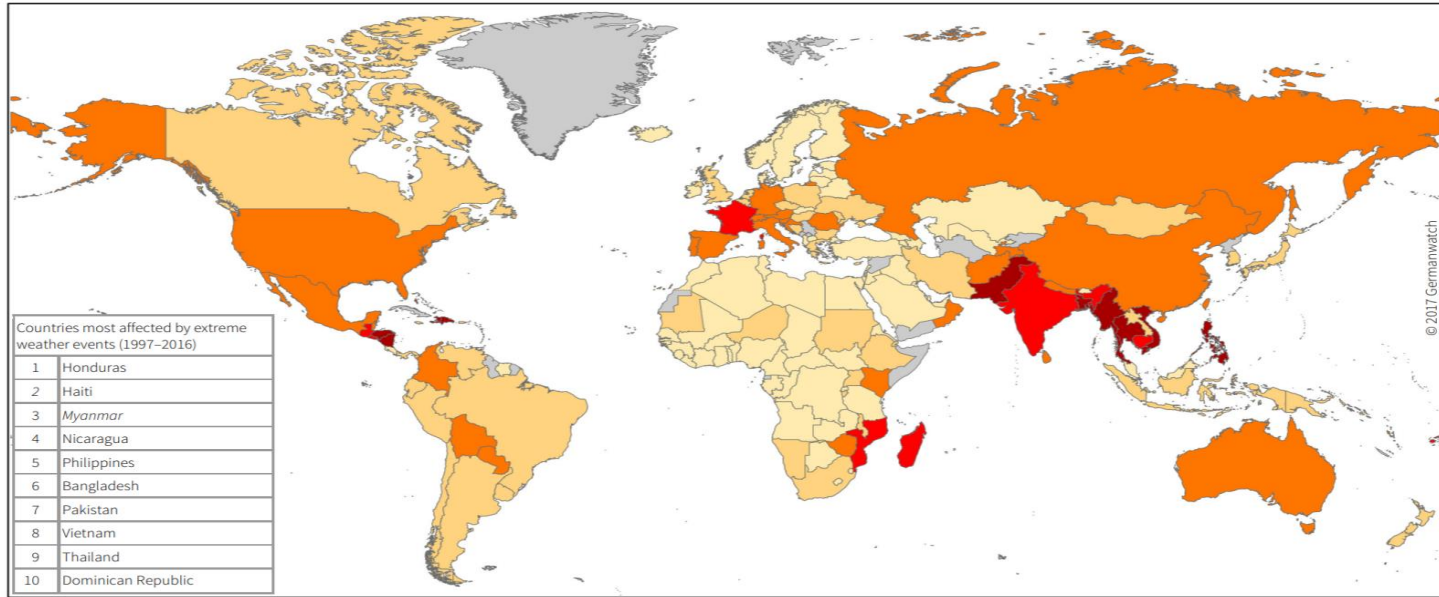 Countries most affected by extreme
weather events (1997–2016)
1 Honduras
2 Haiti
3 Myanmar
4 Nicaragua
5 Philippines
6 Bangladesh
7 Pakistan
8 Vietnam
9 Thailand
10 Dominican Republic
© 2017 Germanwatch